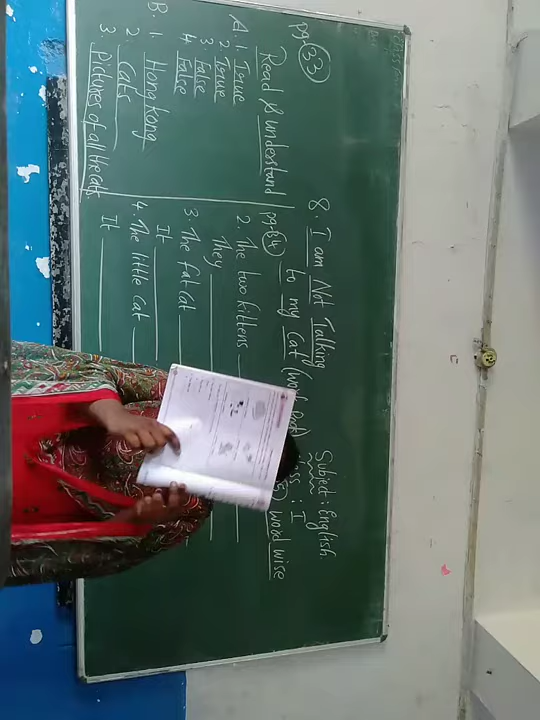 Subject : English
8. I am Not Talking : I
to my Cat (
pg-33
Read & understand
A. 1. True
2. True
3. False
4. False
B. 1. Hong Kong
2. Cats
3. Pictures of all the cats.
pg-34
word wise
2. The two kittens
They
3. The fat cat
It
4. The little cat
It